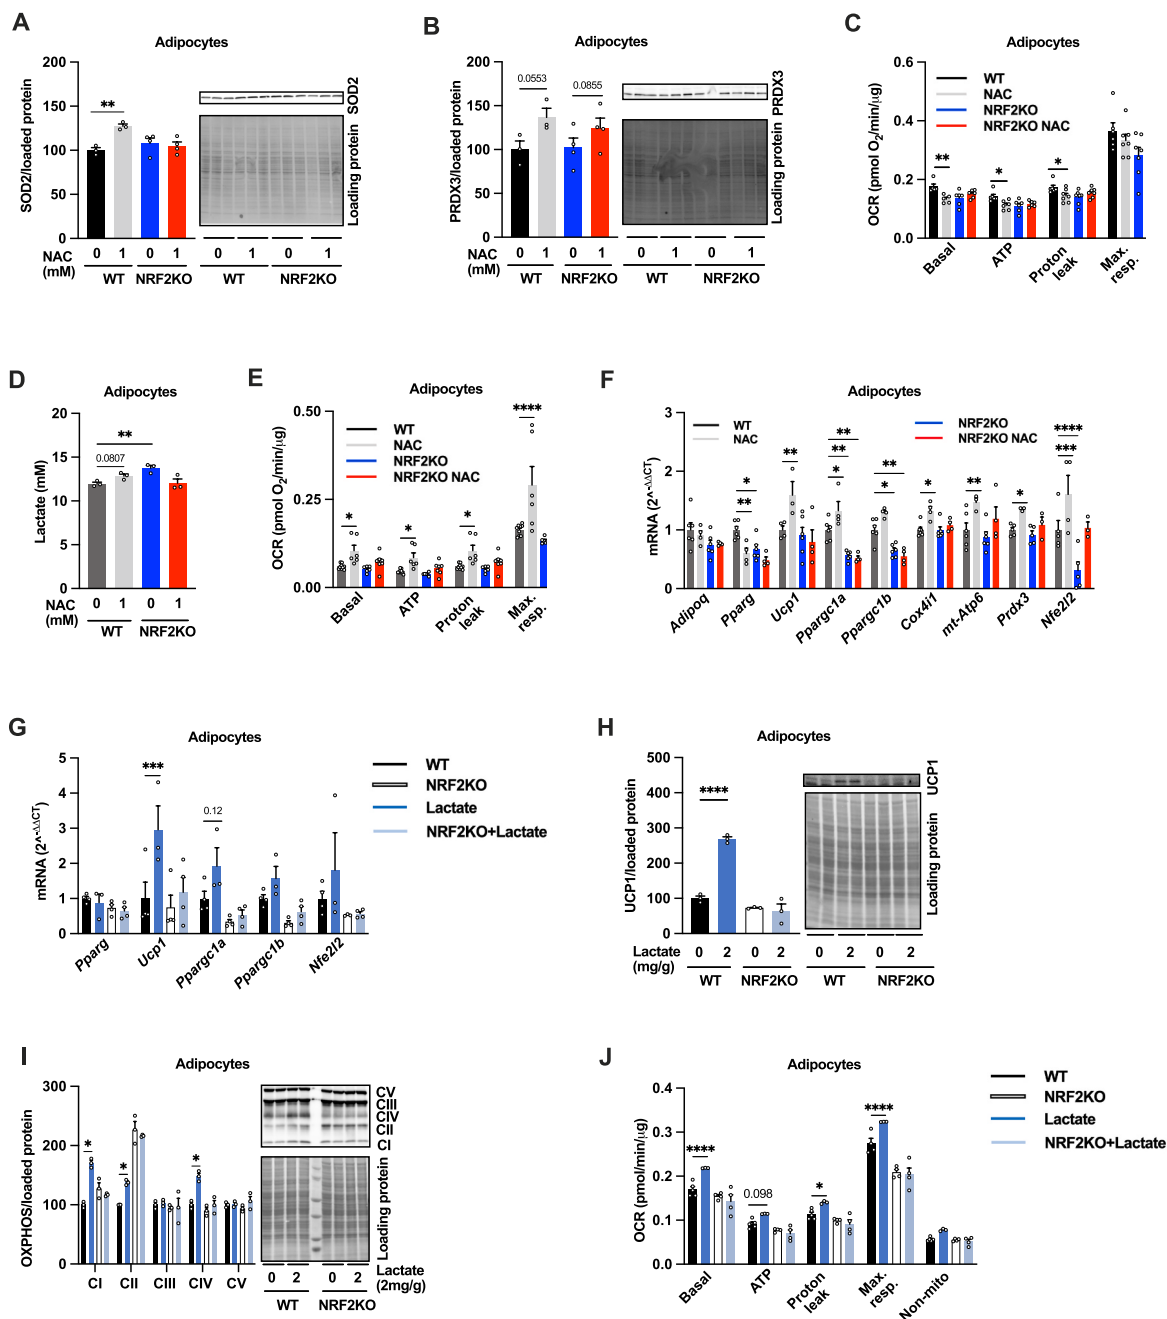 A
Adipocytes
SOD2/loaded protein
200
150
100
50
0
**
NAC
(mM)
0 1 0 1
WT NRF2KO
SOD2
Loading protein
0 1 0 1
WT NRF2KO
B
Adipocytes
PRDX3/loaded protein
200
150
100
50
0
0.0553
0.0855
NAC
(mM)
0 1 0 1
WT NRF2KO
PRDX3
Loading protein
0 1 0 1
WT NRF2KO
C
Adipocytes
OCR (pmol O2/min/µg)
0.6
0.4
0.2
0.0
WT
NAC
NRF2KO
NRF2KO NAC
** * *
Basal
ATP
Proton
leak
Max.
resp.
D
Adipocytes
Lactate (mM)
20
15
10
5
0
**
0.0807
NAC
(mM)
0 1 0 1
WT NRF2KO
E
Adipocytes
OCR (pmol O2/min/µg)
0.50
0.25
0.00
WT
NAC
NRF2KO
NRF2KO NAC
* * * ****
Basal
ATP
Proton
leak
Max.
resp.
F
Adipocytes
mRNA (2^-ΔΔCT)
3
2
1
0
WT
NAC
NRF2KO
NRF2KO NAC
*
**
**
**
**
*
**
*
*
**
*
****
***
Adipoq
Pparg
Ucp1
Ppargc1a
Ppargc1b
Cox4i1
mt-Atp6
Prdx3
Nfe2l2
G
Adipocytes
mRNA (2^-ΔΔCT)
5
4
3
2
1
0
***
0.12
WT
NRF2KO
Lactate
NRF2KO+Lactate
Pparg
Ucp1
Ppargc1a
Ppargc1b
Nfe2l2
H
Adipocytes
UCP1/loaded protein
500
400
300
200
100
0
****
Lactate
(mg/g)
0 2 0 2
WT NRF2KO
UCP1
Loading protein
0 2 0 2
WT NRF2KO
I
Adipocytes
OXPHOS/loaded protein
300
200
100
0
* * *
CI CII CIII CIV CV
CV
CIII
CIV
CII
CI
Loading protein
0 2 0 2 Lactate
(2mg/g)
WT NRF2KO
J
Adipocytes
OCR (pmol/min/µg)
0.4
0.3
0.2
0.1
0.0
****
0.098
*
****
WT
NRF2KO
Lactate
NRF2KO+Lactate
Basal
ATP
Proton
leak
Max.
resp.
Non-mito